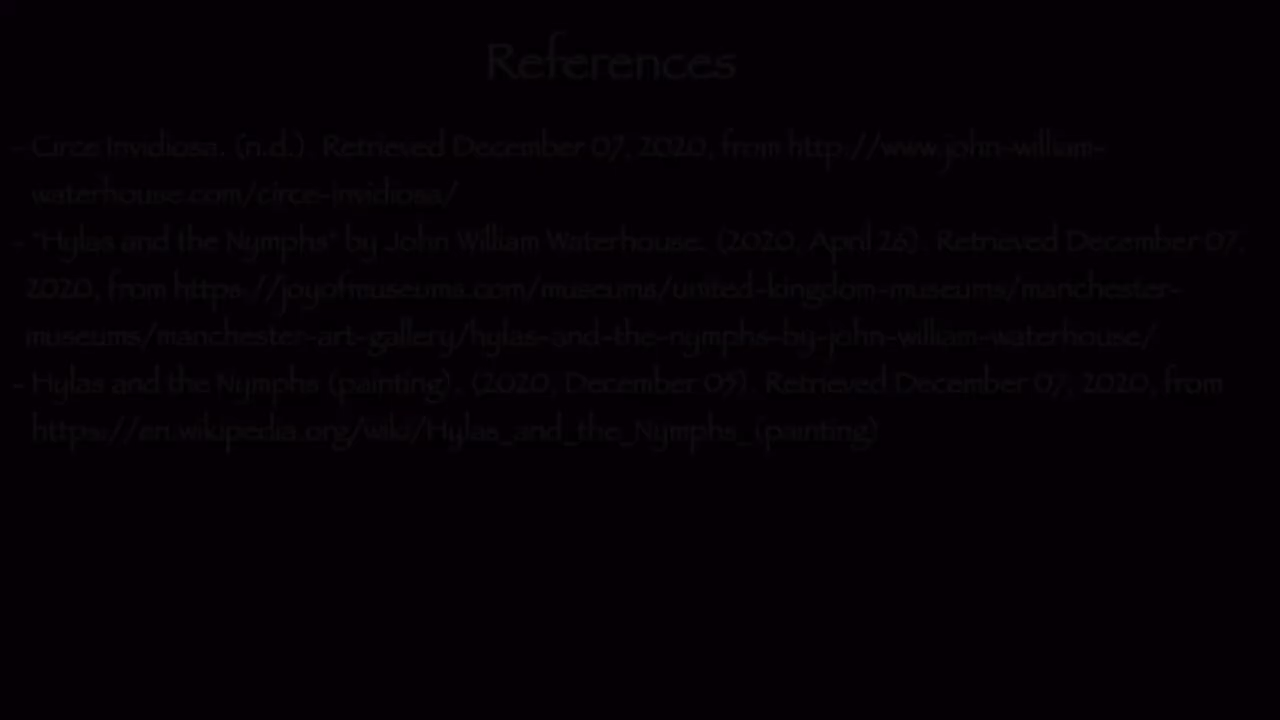 References
- Circe Invidiosa. (n.d.). Retrieved December 07, 2020, from http://www.john-william-
waterhouse.com/circe-invidiosa/
- "Hylas and the Nymphs" by John William Waterhouse. (2020, April 26). Retrieved December 07,
2020, from https://joyofmuseums.com/museums/united-kingdom-museums/manchester-
museums/manchester-art-gallery/hylas-and-the-nymphs-by-john-william-waterhouse/
- Hylas and the Nymphs (painting). (2020, December 05). Retrieved December 07, 2020, from
https://en.wikipedia.org/wiki/Hylas_and_the_Nymphs_(painting)